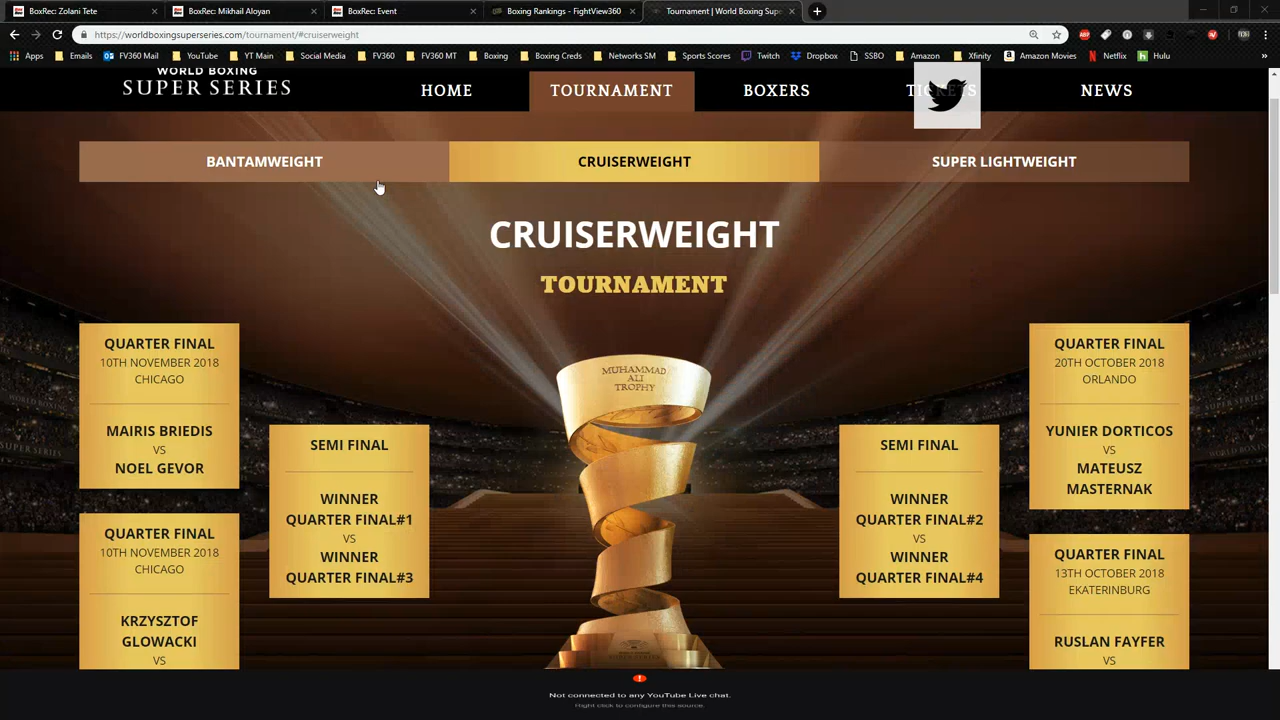 BoxRec: Zolani Tete
BoxRec: Mikhail Aloyan
BoxRec: Event
Boxing Rankings - FightView360
Tournament | World Boxing Supe
https://worldboxingsuperseries.com/tournament/#cruiserweight
Apps Emails FV360 Mail YouTube YT Main Social Media FV360 FV360 MT Boxing Boxing Creds Networks SM Sports Scores Twitch Dropbox SSBO Amazon Xfinity Amazon Movies Netflix Hulu »
WORLD BOXING
SUPER SERIES
HOME TOURNAMENT BOXERS TICKETS NEWS
BANTAMWEIGHT CRUISERWEIGHT SUPER LIGHTWEIGHT
CRUISERWEIGHT
TOURNAMENT
QUARTER FINAL
10TH NOVEMBER 2018
CHICAGO
MAIRIS BRIEDIS
VS
NOEL GEVOR
QUARTER FINAL
10TH NOVEMBER 2018
CHICAGO
KRZYSZTOF
GLOWACKI
VS
SEMI FINAL
WINNER
QUARTER FINAL#1
VS
WINNER
QUARTER FINAL#3
MUHAMMAD
ALI
TROPHY
SEMI FINAL
WINNER
QUARTER FINAL#2
VS
WINNER
QUARTER FINAL#4
QUARTER FINAL
20TH OCTOBER 2018
ORLANDO
YUNIER DORTICOS
VS
MATEUSZ
MASTERNAK
QUARTER FINAL
13TH OCTOBER 2018
EKATERINBURG
RUSLAN FAYFER
VS
Not connected to any YouTube Live chat.
Right click to configure this source.